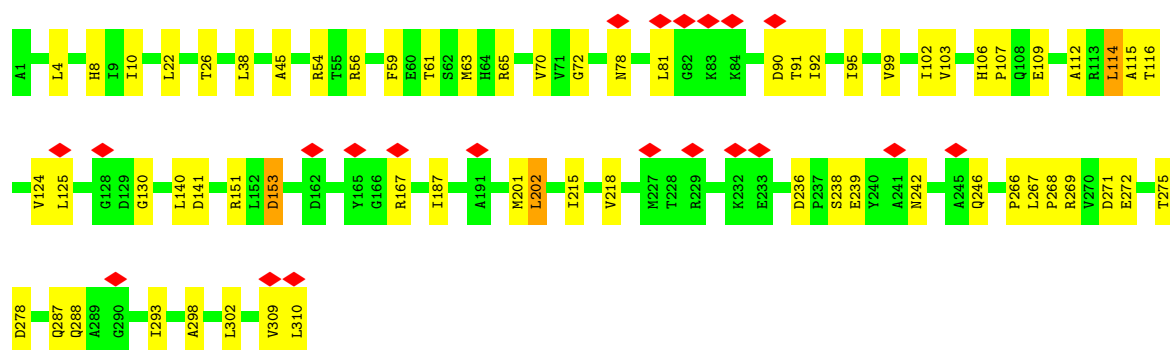 A1 L4 H8 I9 I10 L22 T26 L38 A45 R54 T55 R56 F59 E60 T61 S62 M63 H64 R65 V70 V71 G72 N78 L81 G82 K83 K84 D90 T91 I92 I95 V99 I102 V103 H106 P107 Q108 E109 A112 R113 L114 A115 T116
V124 L125 G128 D129 G130 L140 D141 R151 L152 D153 D162 Y165 G166 R167 I187 A191 M201 L202 I215 V218 M227 T228 R229 K232 E233 D236 P237 S238 E239 Y240 A241 N242 A245 Q246 P266 L267 P268 R269 V270 D271 E272 T275
D278 Q287 Q288 A289 G290 I293 A298 L302 V309 L310